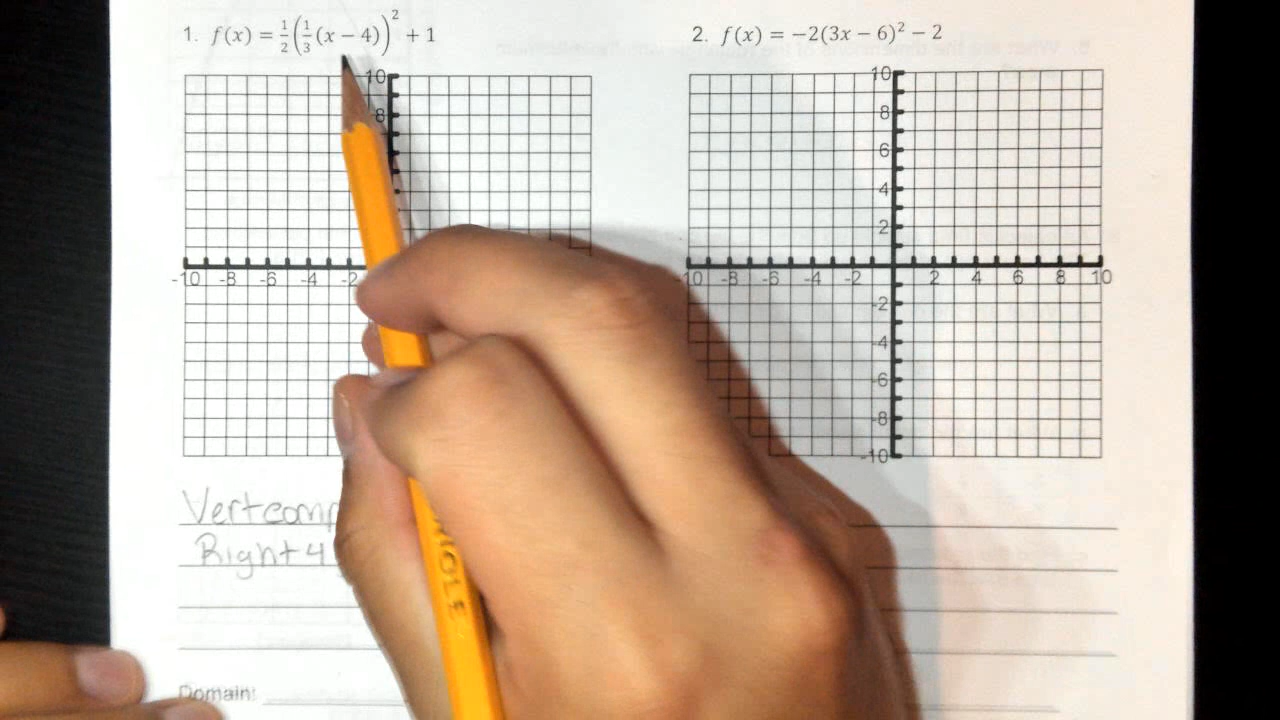 1. f(x) = 1/2(1/3(x − 4))² + 1
2. f(x) = −2(3x − 6)² − 2
10
8
-10 -8 -6 -4 -2
10
8
6
4
2
10 -8 -6 -4 -2 2 4 6 8 10
-2
-4
-6
-8
-10
Vertcomp
Right 4
Domain: